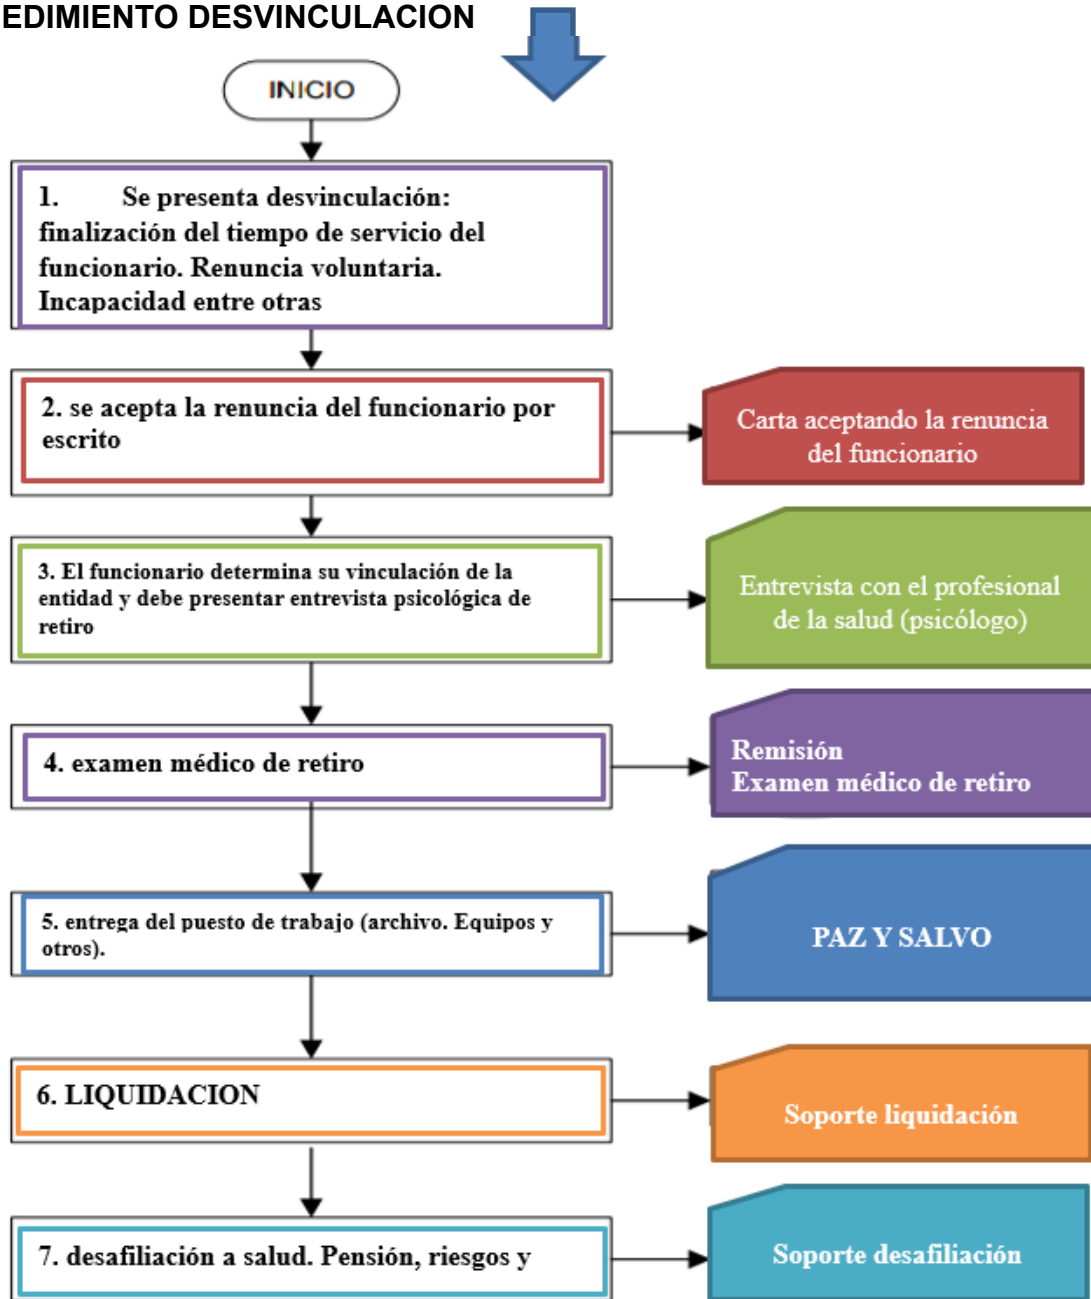 EDIMIENTO DESVINCULACION
INICIO
1. Se presenta desvinculación:
finalización del tiempo de servicio del
funcionario. Renuncia voluntaria.
Incapacidad entre otras
2. se acepta la renuncia del funcionario por
escrito
Carta aceptando la renuncia
del funcionario
3. El funcionario determina su vinculación de la
entidad y debe presentar entrevista psicológica de
retiro
Entrevista con el profesional
de la salud (psicólogo)
4. examen médico de retiro
Remisión
Examen médico de retiro
5. entrega del puesto de trabajo (archivo. Equipos y
otros).
PAZ Y SALVO
6. LIQUIDACION
Soporte liquidación
7. desafiliación a salud. Pensión, riesgos y
Soporte desafiliación